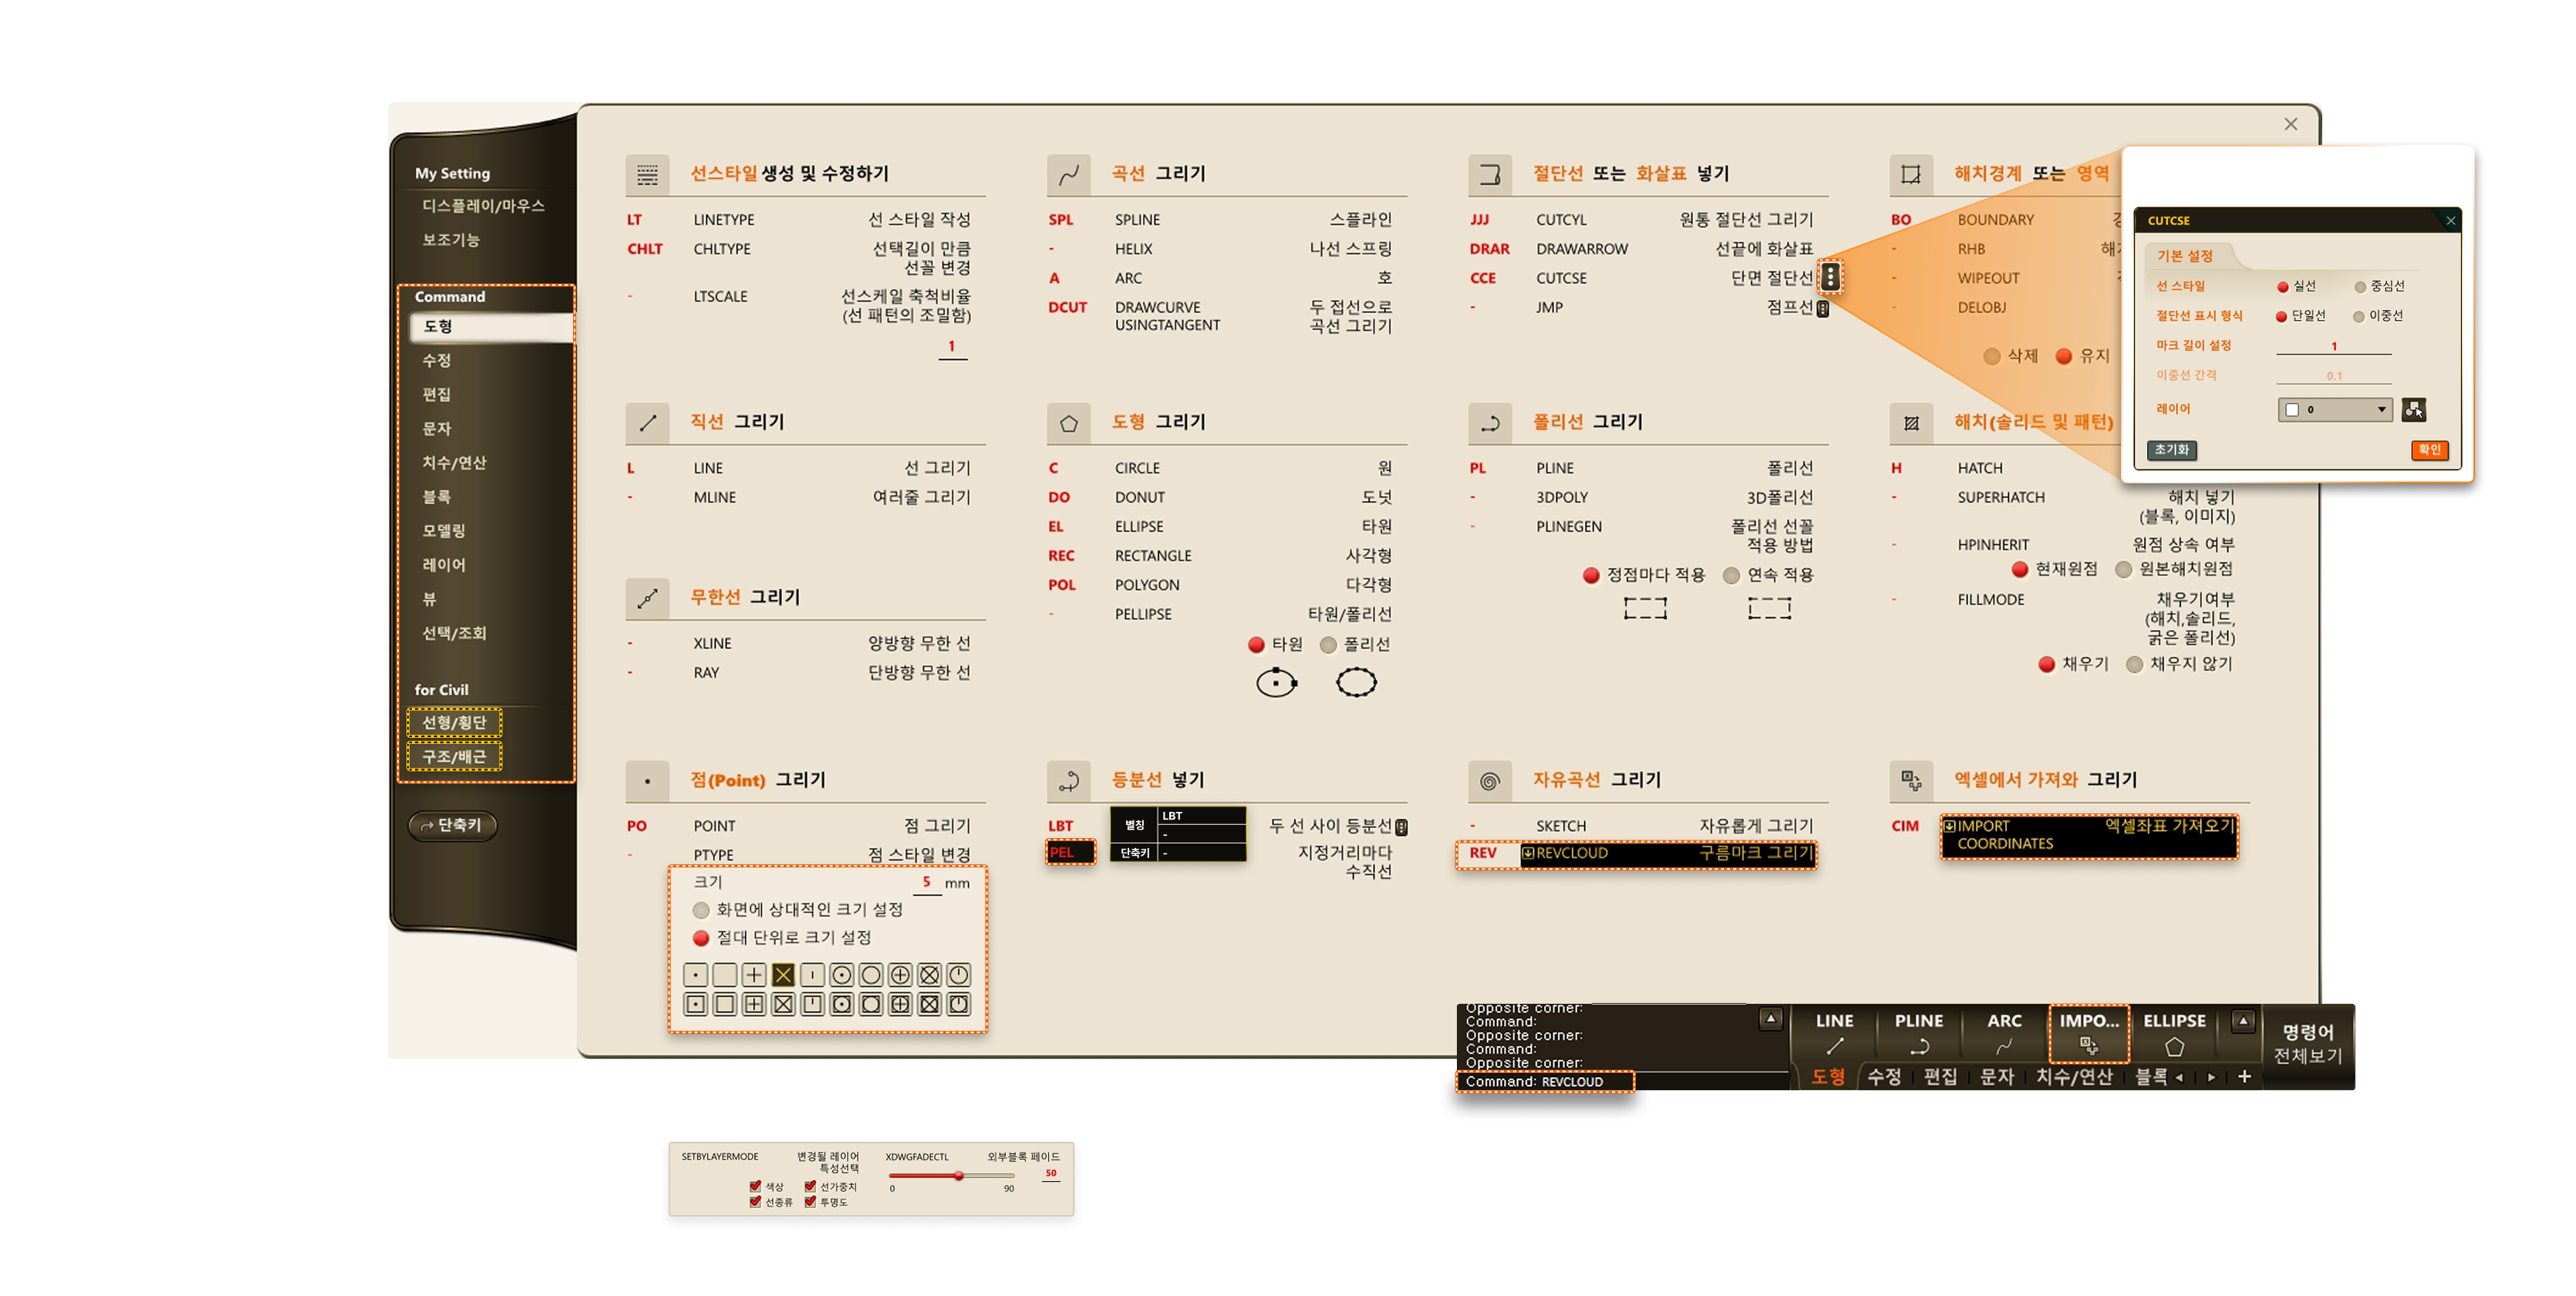 My Setting
디스플레이/마우스
보조기능
Command
도형
수정
편집
문자
치수/연산
블록
모델링
레이어
뷰
선택/조회
for Civil
선형/횡단
구조/배근
단축키
선스타일 생성 및 수정하기
LT LINETYPE 선 스타일 작성
CHLT CHLTYPE 선택길이 만큼
선꼴 변경
- LTSCALE 선스케일 축척비율
(선 패턴의 조밀함)
1
곡선 그리기
SPL SPLINE 스플라인
- HELIX 나선 스프링
A ARC 호
DCUT DRAWCURVE 두 접선으로
USINGTANGENT 곡선 그리기
절단선 또는 화살표 넣기
JJJ CUTCYL 원통 절단선 그리기
DRAR DRAWARROW 선끝에 화살표
CCE CUTCSE 단면 절단선
- JMP 점프선
해치경계 또는 영역
BO BOUNDARY
- RHB
- WIPEOUT
- DELOBJ
삭제 유지
CUTCSE
기본 설정
선 스타일 실선 중심선
절단선 표시 형식 단일선 이중선
마크 길이 설정 1
이중선 간격 0.1
레이어 0
초기화 확인
직선 그리기
L LINE 선 그리기
- MLINE 여러줄 그리기
무한선 그리기
- XLINE 양방향 무한 선
- RAY 단방향 무한 선
도형 그리기
C CIRCLE 원
DO DONUT 도넛
EL ELLIPSE 타원
REC RECTANGLE 사각형
POL POLYGON 다각형
- PELLIPSE 타원/폴리선
타원 폴리선
폴리선 그리기
PL PLINE 폴리선
- 3DPOLY 3D폴리선
- PLINEGEN 폴리선 선꼴
적용 방법
정점마다 적용 연속 적용
해치(솔리드 및 패턴)
H HATCH
- SUPERHATCH 해치 넣기
(블록, 이미지)
- HPINHERIT 원점 상속 여부
현재원점 원본해치원점
- FILLMODE 채우기여부
(해치,솔리드,
굵은 폴리선)
채우기 채우지 않기
점(Point) 그리기
PO POINT 점 그리기
- PTYPE 점 스타일 변경
크기 5 mm
화면에 상대적인 크기 설정
절대 단위로 크기 설정
등분선 넣기
LBT 두 선 사이 등분선
PEL 지정거리마다
수직선
별칭 LBT
-
단축키 -
자유곡선 그리기
- SKETCH 자유롭게 그리기
REV REVCLOUD 구름마크 그리기
엑셀에서 가져와 그리기
CIM IMPORT 엑셀좌표 가져오기
COORDINATES
Opposite corner:
Command:
Opposite corner:
Command:
Opposite corner:
Command: REVCLOUD
LINE PLINE ARC IMPO... ELLIPSE
도형 수정 편집 문자 치수/연산 블록
명령어
전체보기
SETBYLAYERMODE 변경될 레이어
특성선택
색상 선가중치
선종류 투명도
XDWGFADECTL 외부블록 페이드
50
0 90